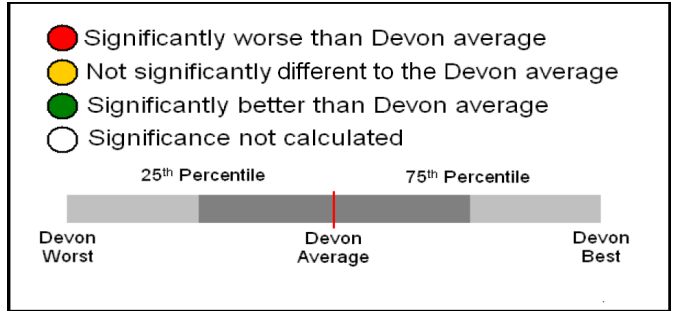 Significantly worse than Devon average
Not significantly different to the Devon average
Significantly better than Devon average
Significance not calculated
25th Percentile 75th Percentile
Devon Devon Devon
Worst Average Best